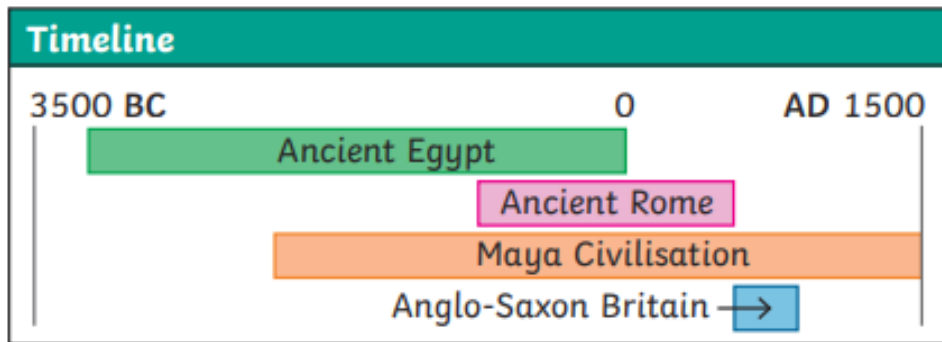 Timeline
3500 BC 0 AD 1500
Ancient Egypt
Ancient Rome
Maya Civilisation
Anglo-Saxon Britain